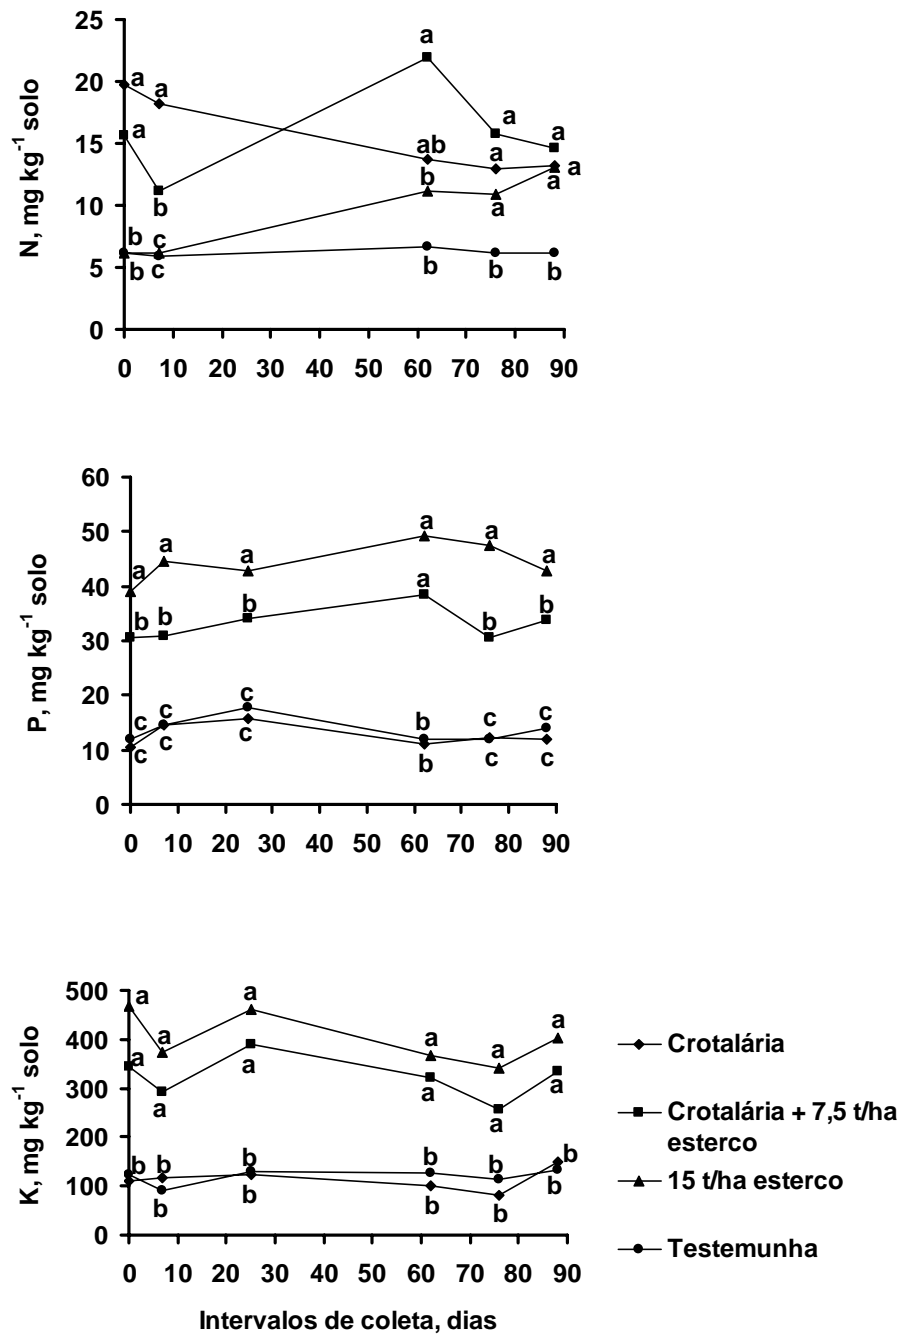 25
20
15
10
5
0
N, mg kg⁻¹ solo
a a a ab a a a
a b a a b
b c b a a
b c b b b
0 10 20 30 40 50 60 70 80 90
60
50
40
30
20
10
0
P, mg kg⁻¹ solo
a a a a a a
b b b a b b
c c c b c c
c c c b c c
0 10 20 30 40 50 60 70 80 90
500
400
300
200
100
0
K, mg kg⁻¹ solo
a a a a a a
a a a a a a
b b b b b b
b b b b b
0 10 20 30 40 50 60 70 80 90
Intervalos de coleta, dias
Crotalária
Crotalária + 7,5 t/ha
esterco
15 t/ha esterco
Testemunha